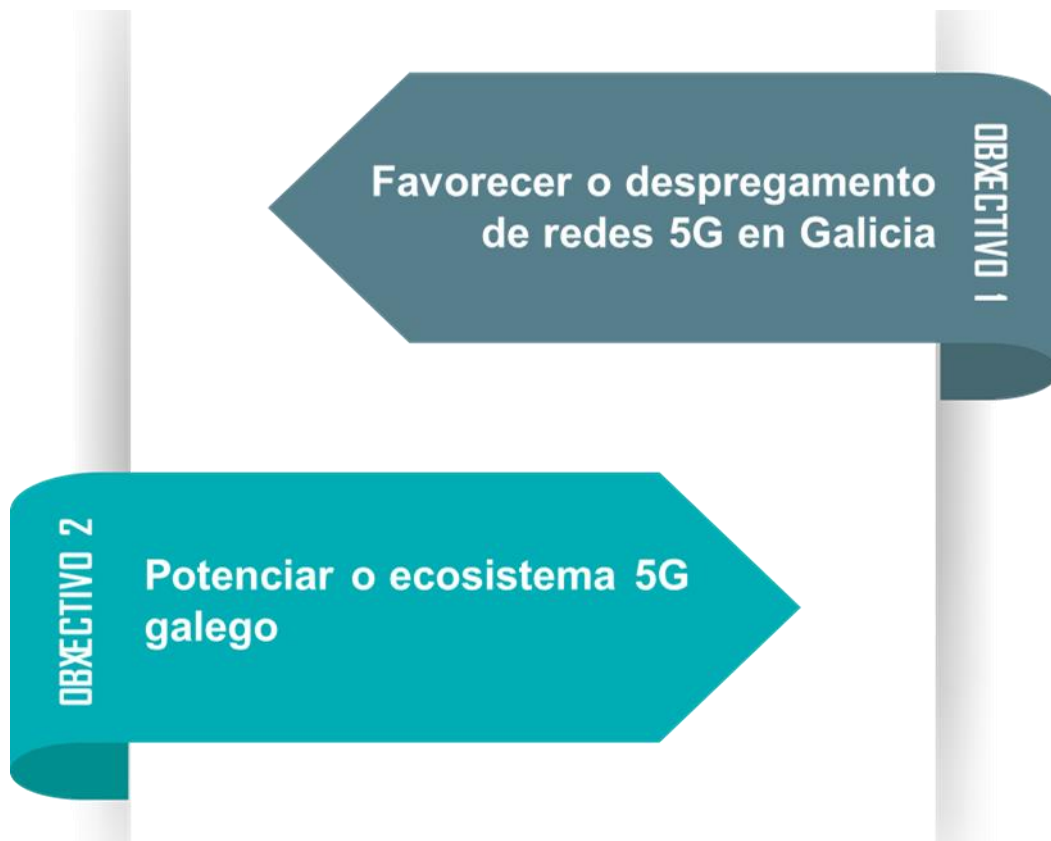 OBXECTIVO 1
Favorecer o despregamento
de redes 5G en Galicia
OBXECTIVO 2
Potenciar o ecosistema 5G
galego